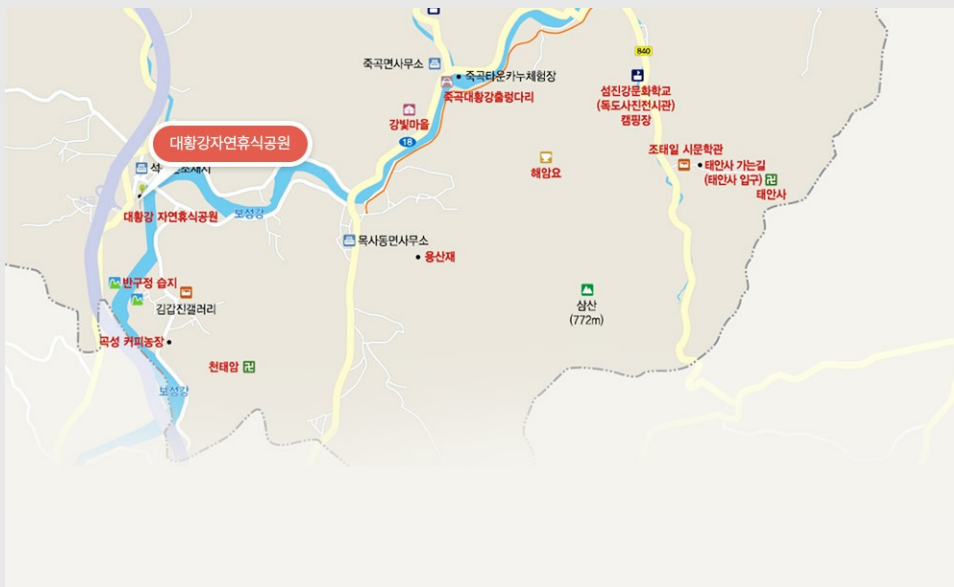 840
죽곡면사무소
죽곡타운카누체험장
죽곡대황강출렁다리
섬진강문화학교
(독도사진전시관)
캠핑장
강빛마을
18
대황강자연휴식공원
조태일 시문학관
태안사 가는길
(태안사 입구)
태안사
해암요
석
대황강 자연휴식공원
보성강
목사동면사무소
용산재
반구정 습지
김갑진갤러리
삼산
(772m)
곡성 커피농장
천태암
보성강